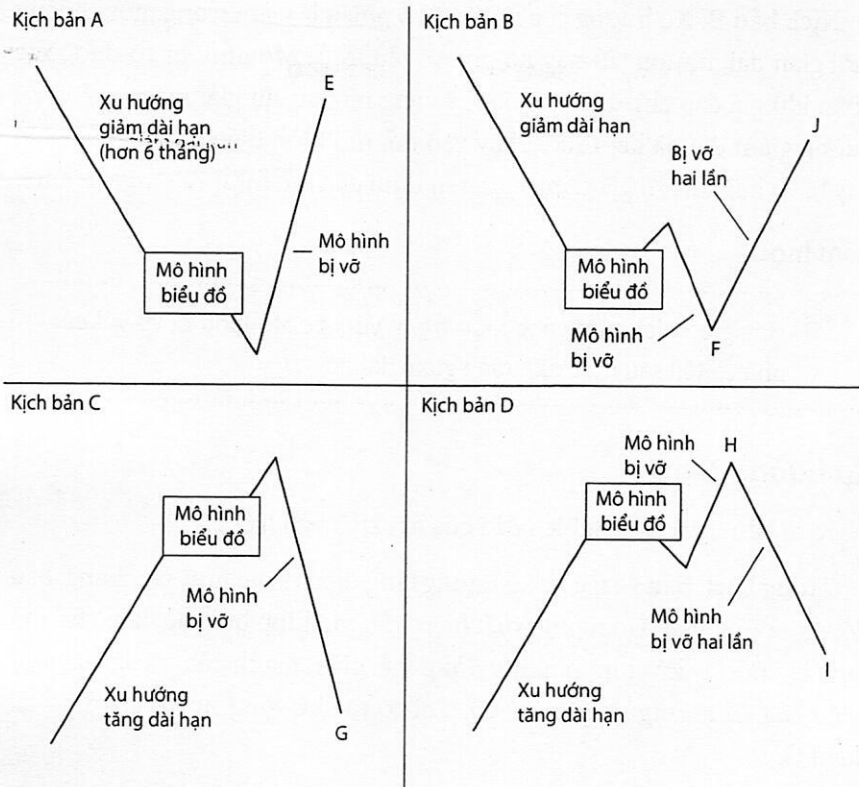 Kịch bản A
Xu hướng
giảm dài hạn
(hơn 6 tháng)
E
Mô hình
biểu đồ
Mô hình
bị vỡ
Kịch bản B
Xu hướng
giảm dài hạn
J
Bị vỡ
hai lần
Mô hình
biểu đồ
Mô hình
bị vỡ
F
Kịch bản C
Mô hình
biểu đồ
Mô hình
bị vỡ
Xu hướng
tăng dài hạn
G
Kịch bản D
Mô hình
bị vỡ
H
Mô hình
biểu đồ
Mô hình
bị vỡ hai lần
I
Xu hướng
tăng dài hạn